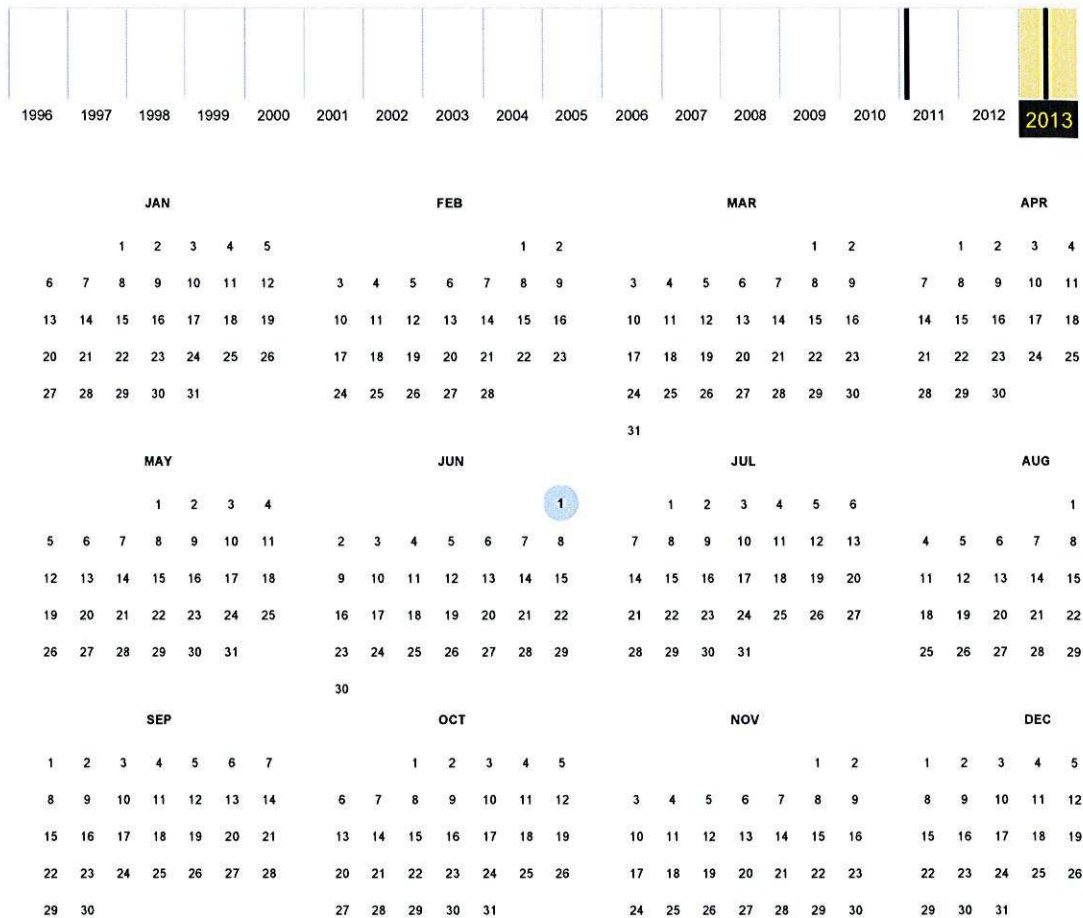 1996 1997 1998 1999 2000 2001 2002 2003 2004 2005 2006 2007 2008 2009 2010 2011 2012 2013
JAN FEB MAR APR
1 2 3 4 5 1 2 1 2 1 2 3 4
6 7 8 9 10 11 12 3 4 5 6 7 8 9 3 4 5 6 7 8 9 7 8 9 10 11
13 14 15 16 17 18 19 10 11 12 13 14 15 16 10 11 12 13 14 15 16 14 15 16 17 18
20 21 22 23 24 25 26 17 18 19 20 21 22 23 17 18 19 20 21 22 23 21 22 23 24 25
27 28 29 30 31 24 25 26 27 28 24 25 26 27 28 29 30 28 29 30
31
MAY JUN JUL AUG
1 2 3 4 1 1 2 3 4 5 6 1
5 6 7 8 9 10 11 2 3 4 5 6 7 8 7 8 9 10 11 12 13 4 5 6 7 8
12 13 14 15 16 17 18 9 10 11 12 13 14 15 14 15 16 17 18 19 20 11 12 13 14 15
19 20 21 22 23 24 25 16 17 18 19 20 21 22 21 22 23 24 25 26 27 18 19 20 21 22
26 27 28 29 30 31 23 24 25 26 27 28 29 28 29 30 31 25 26 27 28 29
30
SEP OCT NOV DEC
1 2 3 4 5 6 7 1 2 3 4 5 1 2 1 2 3 4 5
8 9 10 11 12 13 14 6 7 8 9 10 11 12 3 4 5 6 7 8 9 8 9 10 11 12
15 16 17 18 19 20 21 13 14 15 16 17 18 19 10 11 12 13 14 15 16 15 16 17 18 19
22 23 24 25 26 27 28 20 21 22 23 24 25 26 17 18 19 20 21 22 23 22 23 24 25 26
29 30 27 28 29 30 31 24 25 26 27 28 29 30 29 30 31